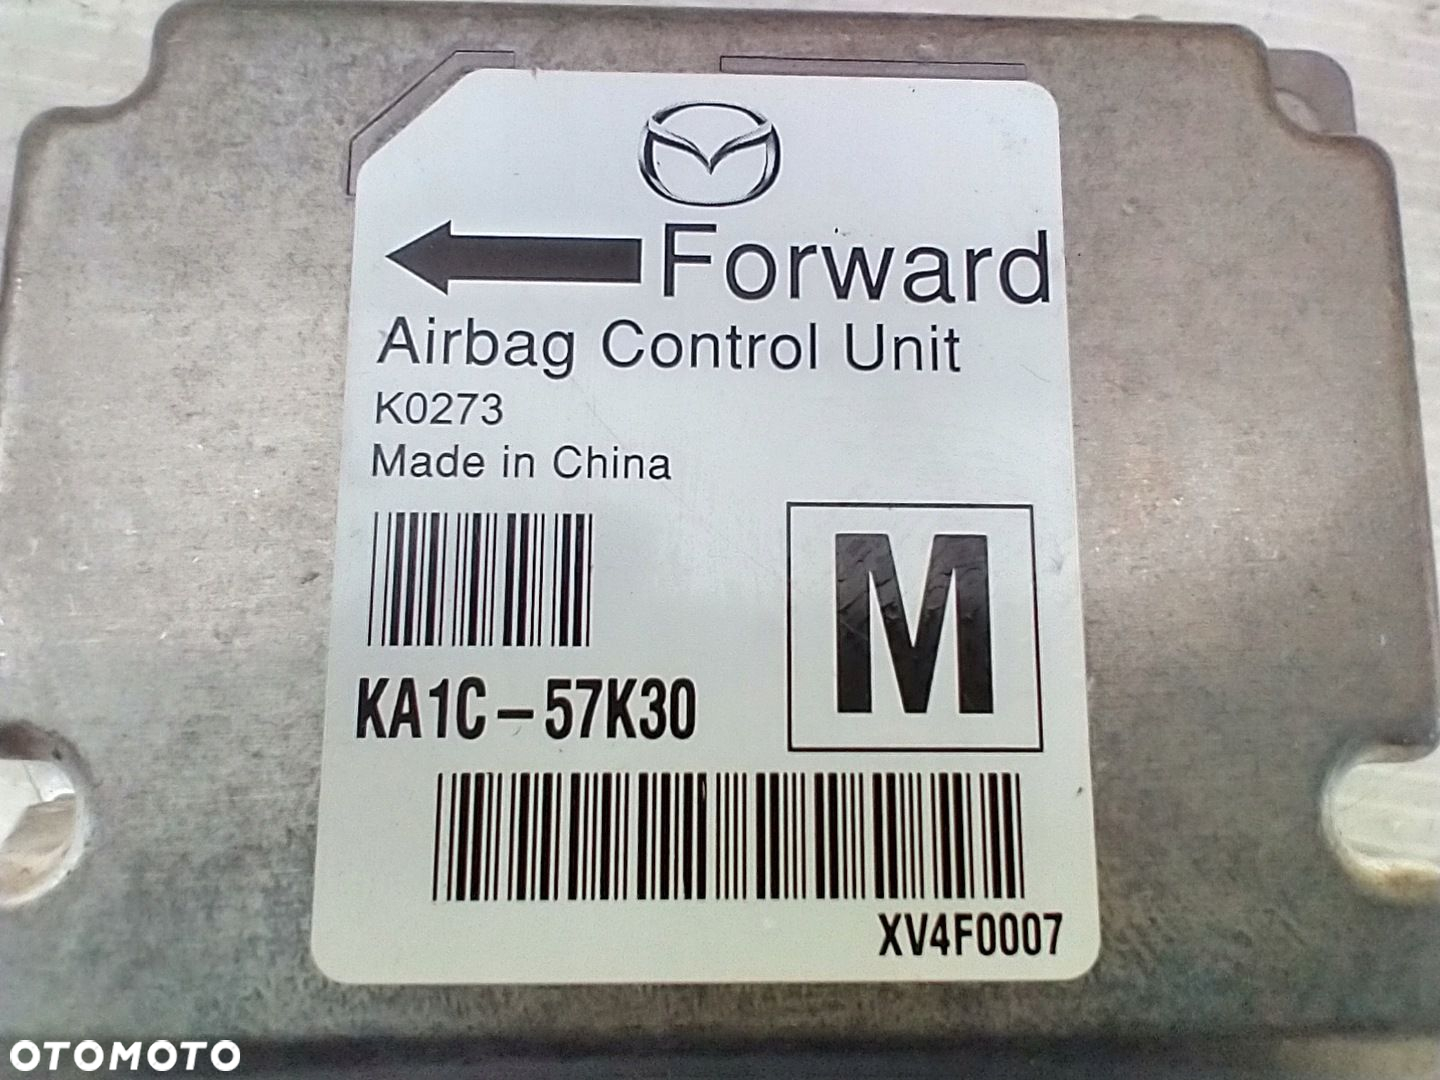 Forward
Airbag Control Unit
K0273
Made in China
M
KA1C-57K30
XV4F0007
OTOMOTO